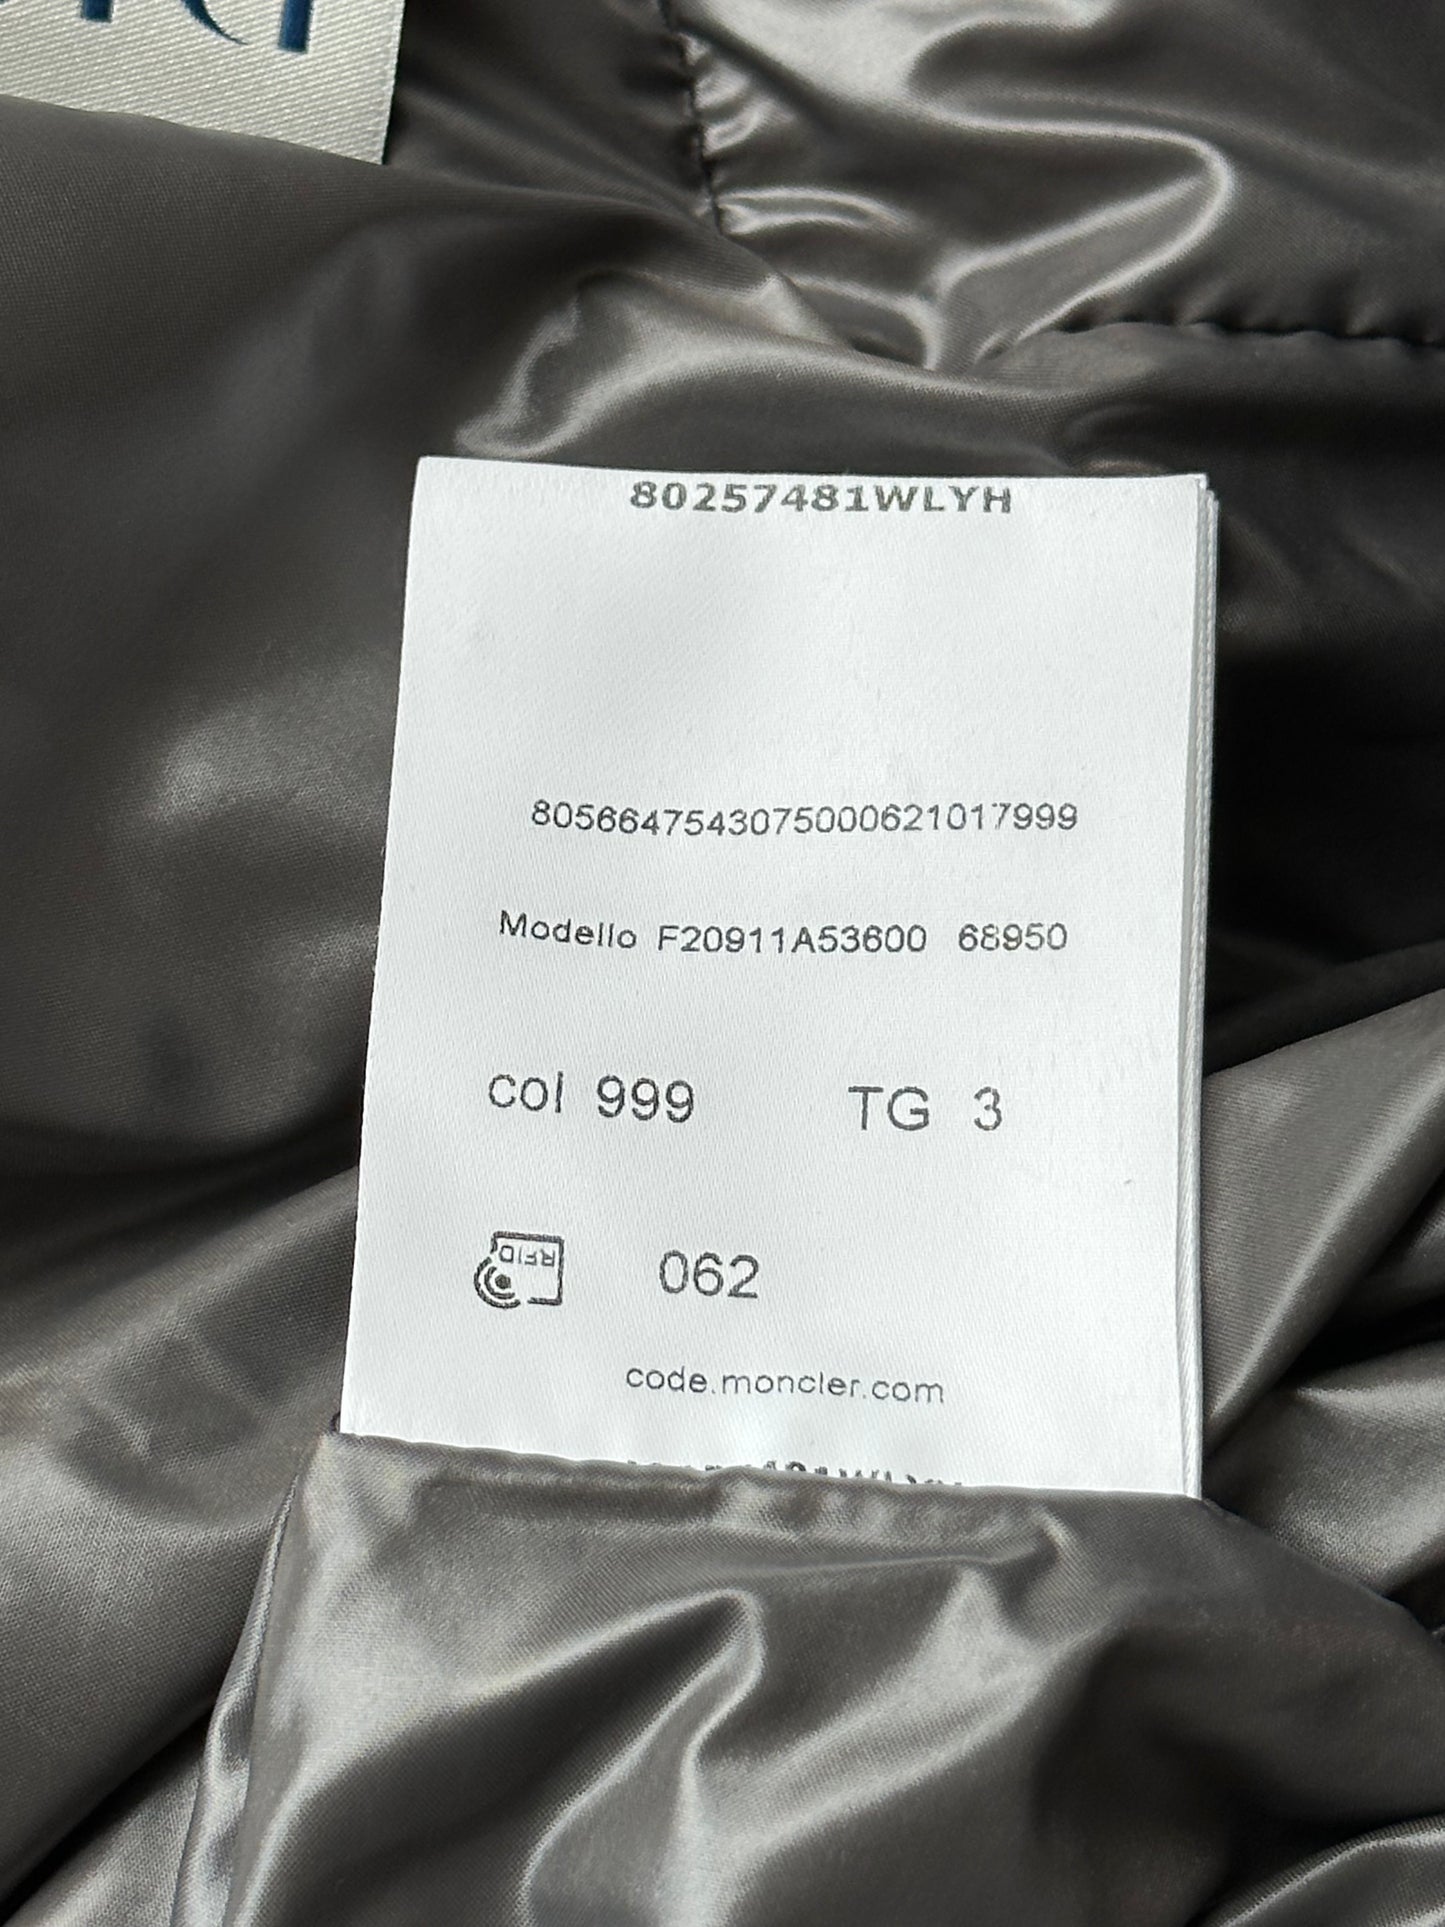 80257481WLYH
8056647543075000621017999
Modello F20911A53600 68950
col 999 TG 3
RFID 062
code.moncler.com